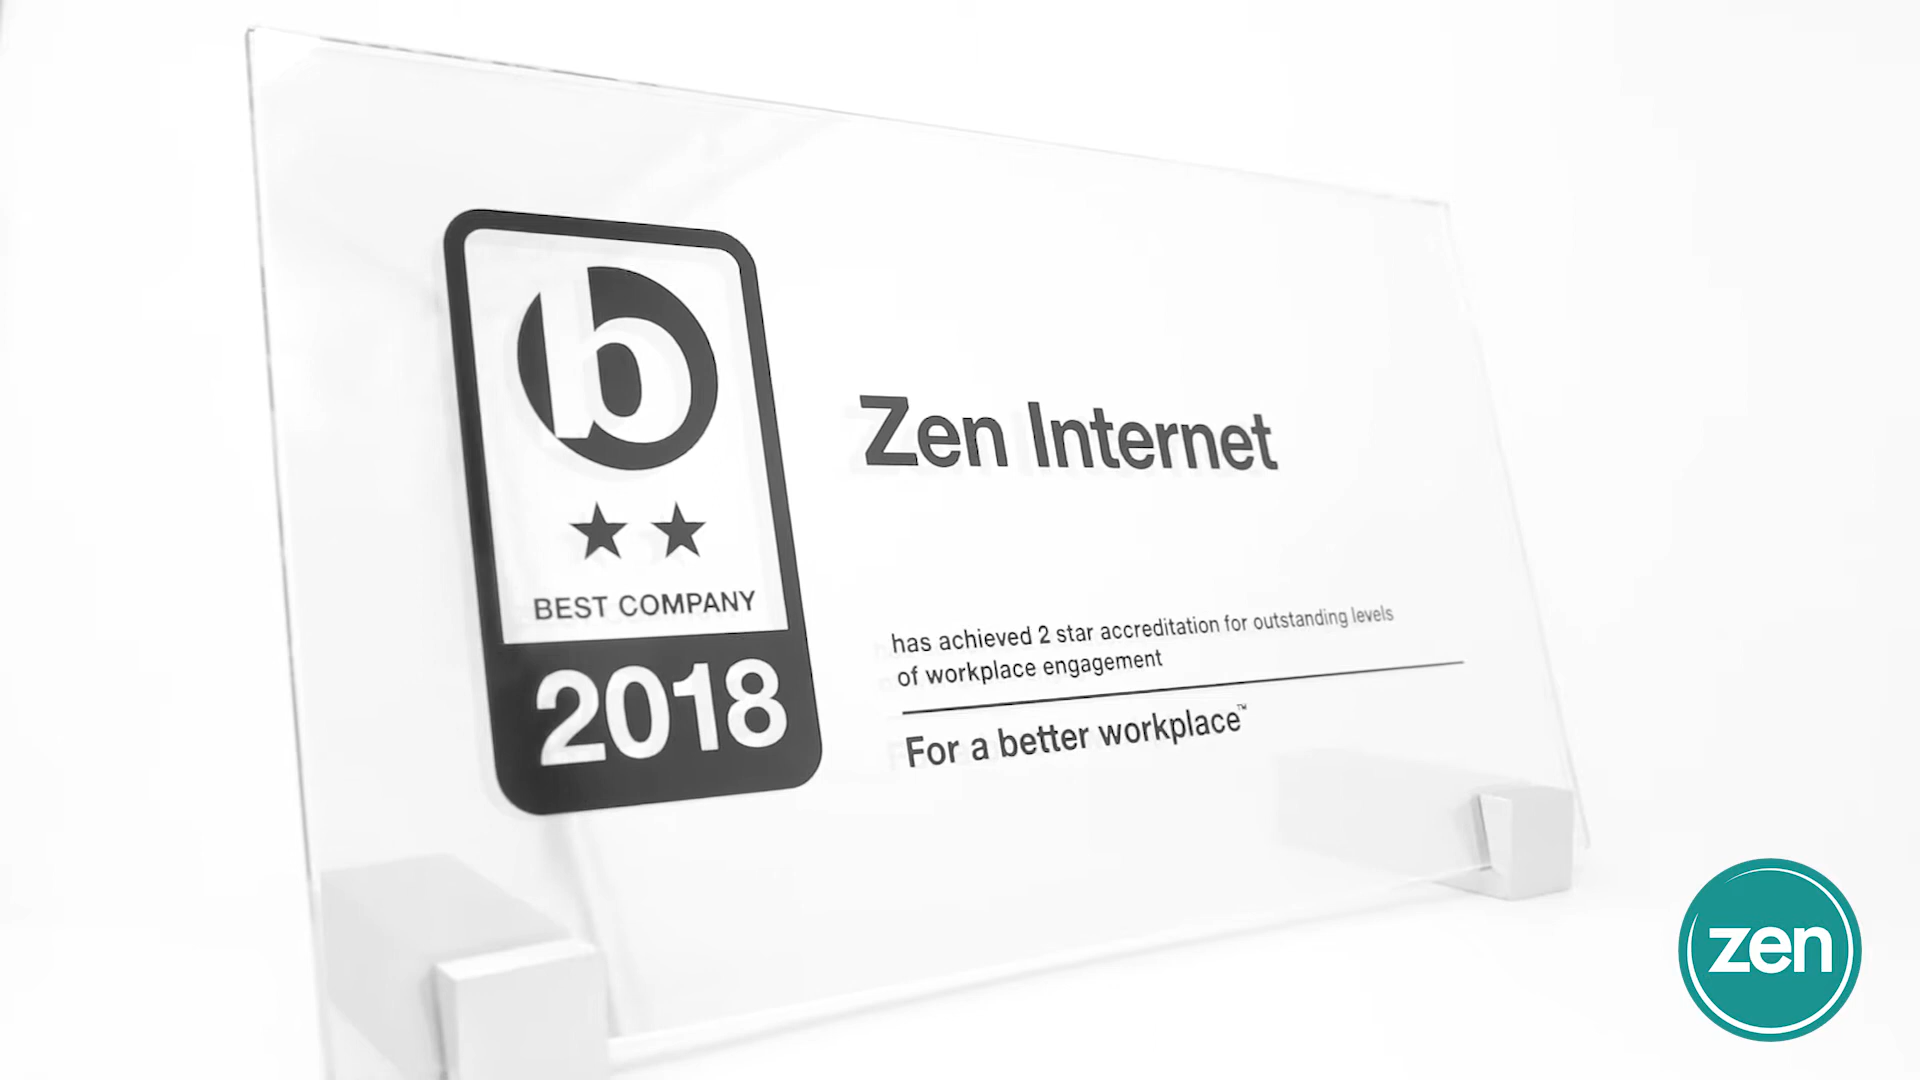 b
★★
BEST COMPANY
2018
Zen Internet
has achieved 2 star accreditation for outstanding levels
of workplace engagement
For a better workplace™
zen